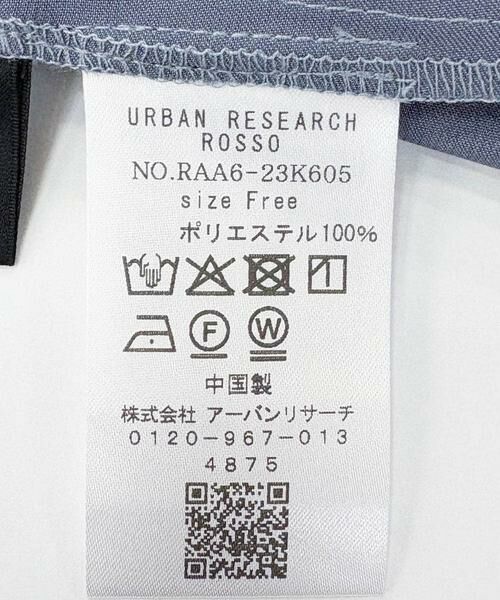 URBAN RESEARCH
ROSSO
NO.RAA6-23K605
size Free
ポリエステル100%
F W
中国製
株式会社 アーバンリサーチ
0120-967-013
4875